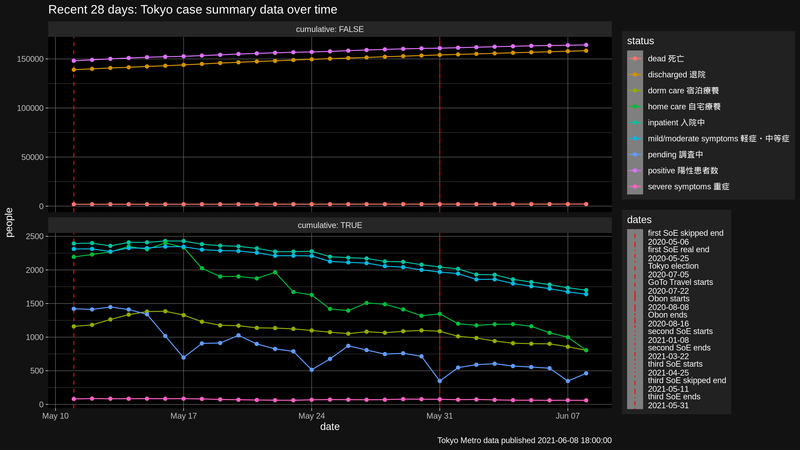 Recent 28 days: Tokyo case summary data over time
cumulative: FALSE
150000
100000
50000
0
cumulative: TRUE
2500
2000
1500
1000
500
0
people
May 10
May 17
May 24
May 31
Jun 07
date
status
dead 死亡
discharged 退院
dorm care 宿泊療養
home care 自宅療養
inpatient 入院中
mild/moderate symptoms 軽症・中等症
pending 調査中
positive 陽性患者数
severe symptoms 重症
dates
first SoE skipped end
2020-05-06
first SoE real end
2020-05-25
Tokyo election
2020-07-05
GoTo Travel starts
2020-07-22
Obon starts
2020-08-08
Obon ends
2020-08-16
second SoE starts
2021-01-08
second SoE ends
2021-03-22
third SoE starts
2021-04-25
third SoE skipped end
2021-05-11
third SoE ends
2021-05-31
Tokyo Metro data published 2021-06-08 18:00:00